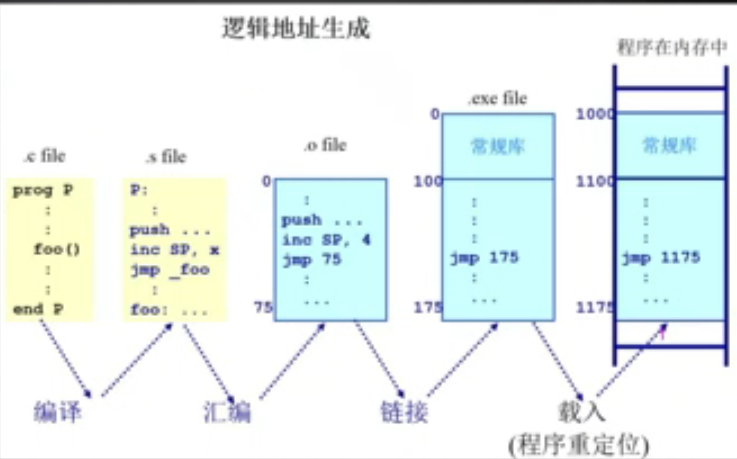 逻辑地址生成
程序在内存中
.c file
.s file
.o file
.exe file
prog P
:
:
foo()
:
:
end P
P:
:
push ...
inc SP, x
jmp _foo
:
foo: ...
0
75
:
push ...
inc SP, 4
jmp 75
:
...
0
100
175
常规库
:
:
:
jmp 175
:
...
1000
1100
1175
常规库
:
:
:
jmp 1175
:
...
编译
汇编
链接
载入
(程序重定位)